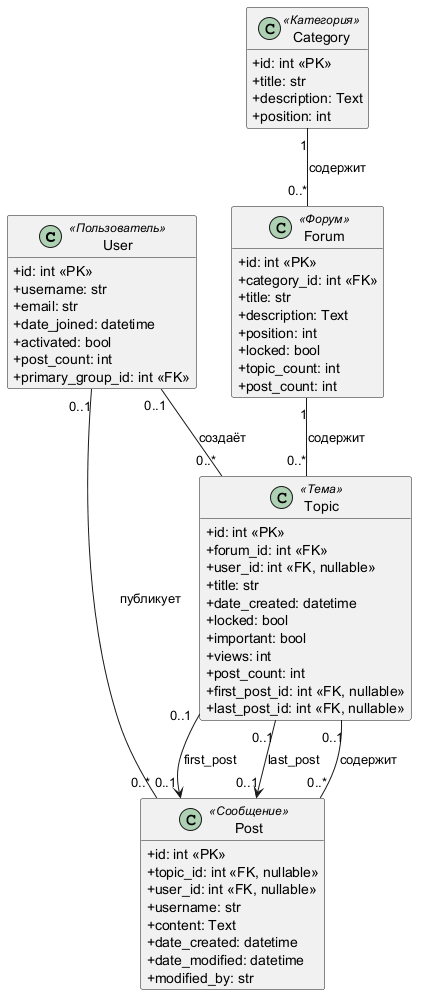 «Категория»
C
Category
+id: int «PK»
+title: str
+description: Text
+position: int
1
содержит
0..*
«Пользователь»
C
User
+id: int «PK»
+username: str
+email: str
+date_joined: datetime
+activated: bool
+post_count: int
+primary_group_id: int «FK»
«Форум»
C
Forum
+id: int «PK»
+category_id: int «FK»
+title: str
+description: Text
+position: int
+locked: bool
+topic_count: int
+post_count: int
0..1
0..1
1
создаёт
содержит
0..*
0..*
«Тема»
C
Topic
+id: int «PK»
+forum_id: int «FK»
+user_id: int «FK, nullable»
+title: str
+date_created: datetime
+locked: bool
+important: bool
+views: int
+post_count: int
+first_post_id: int «FK, nullable»
+last_post_id: int «FK, nullable»
публикует
0..1
0..1
0..1
first_post
last_post
содержит
0..*
0..1
0..1
0..*
«Сообщение»
C
Post
+id: int «PK»
+topic_id: int «FK, nullable»
+user_id: int «FK, nullable»
+username: str
+content: Text
+date_created: datetime
+date_modified: datetime
+modified_by: str